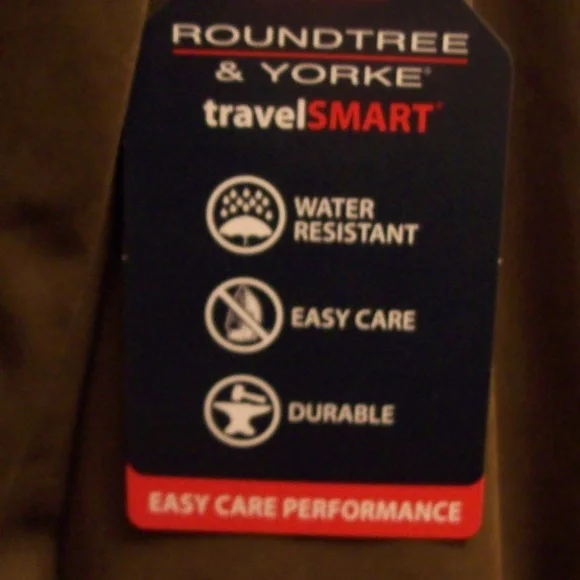 ROUNDTREE
& YORKE®
travelSMART®
WATER
RESISTANT
EASY CARE
DURABLE
EASY CARE PERFORMANCE